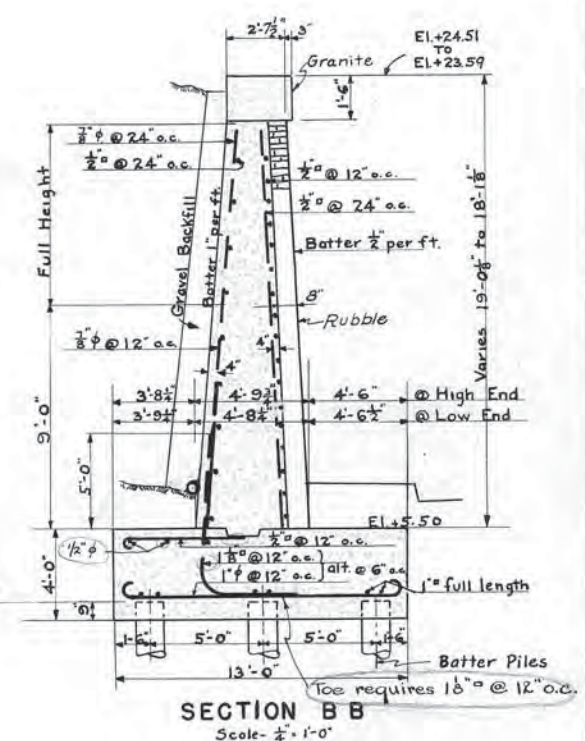 2'-7½" 3"
El.+24.51
TO
El.+23.59
Granite
1'-6"
⅞"φ @ 24" o.c.
½"▫ @ 24" o.c.
½"▫ @ 12" o.c.
½"▫ @ 24" o.c.
Full Height
Gravel Backfill
Batter 1" per ft.
Batter ½" per ft.
Varies 19'-0⅛" to 18'-1⅛"
8"
Rubble
⅞"φ @ 12" o.c.
4"
4"
3'-8¼" 4'-9¾" 4'-6" @ High End
3'-9¼" 4'-8¼" 4'-6½" @ Low End
9'-0"
5'-0"
El.+5.50
½"φ
½"▫ @ 12" o.c.
1⅛"▫ @ 12" o.c.
1"φ @ 12" o.c.
alt. @ 6" o.c.
1"▫ full length
4'-0"
9"
1'-6" 5'-0" 5'-0" 1'-6"
Batter Piles
13'-0"
Toe requires 1⅛"▫ @ 12" o.c.
SECTION B B
Scale- ¼"= 1'-0"